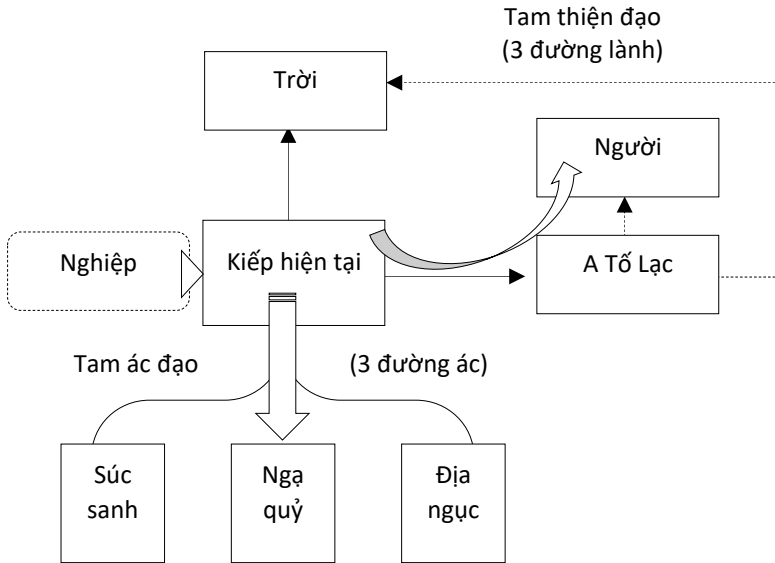 Tam thiện đạo
(3 đường lành)
Trời
Người
Nghiệp
Kiếp hiện tại
A Tố Lạc
Tam ác đạo
(3 đường ác)
Súc
sanh
Ngạ
quỷ
Địa
ngục